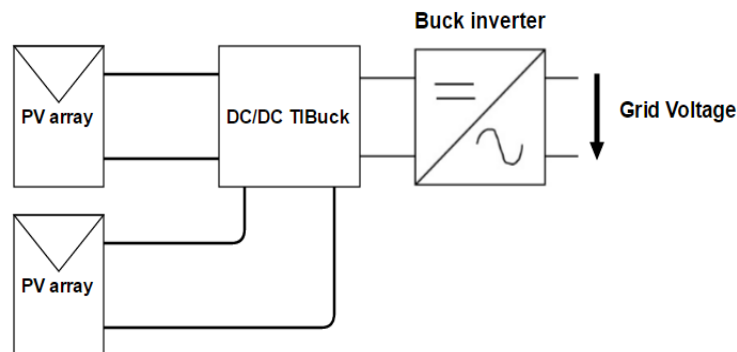 Buck inverter
PV array
DC/DC TIBuck
Grid Voltage
PV array